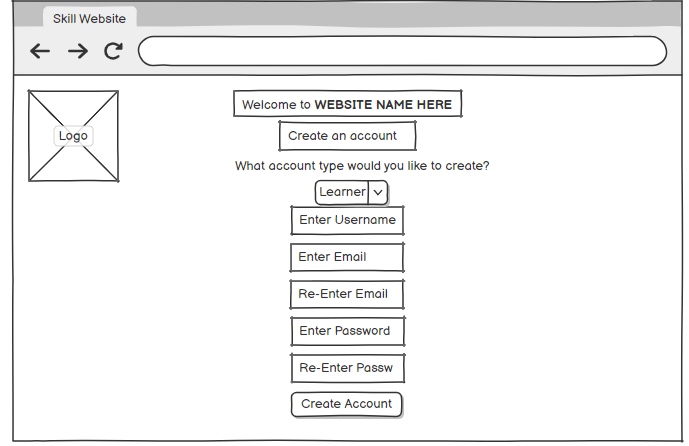 Skill Website
Logo
Welcome to WEBSITE NAME HERE
Create an account
What account type would you like to create?
Learner
Enter Username
Enter Email
Re-Enter Email
Enter Password
Re-Enter Passw
Create Account